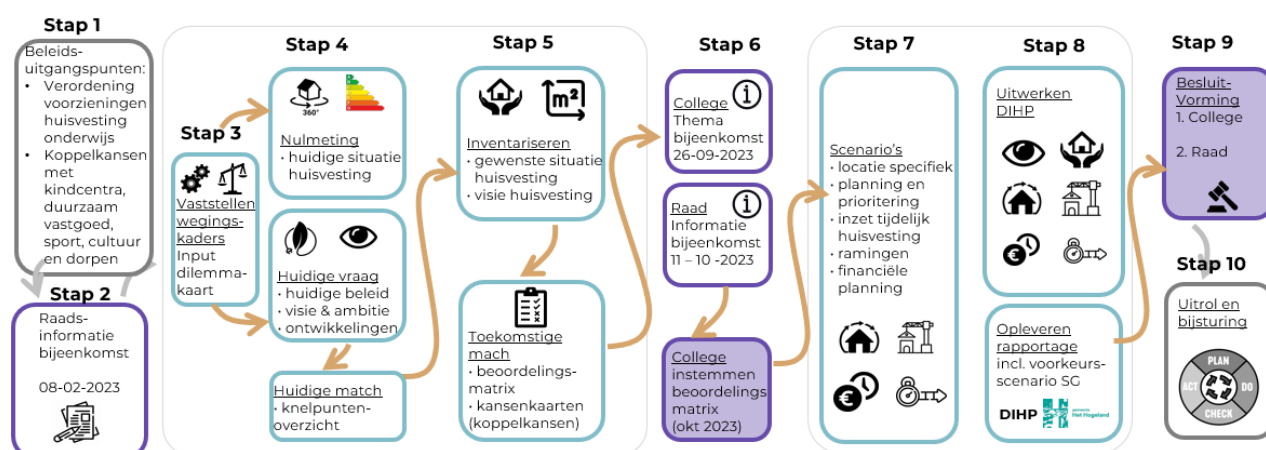 Stap 1
Beleids-
uitgangspunten:
• Verordening
voorzieningen
huisvesting
onderwijs
• Koppelkansen
met
kindcentra,
duurzaam
vastgoed,
sport, cultuur
en dorpen
Stap 2
Raads-
informatie
bijeenkomst
08-02-2023
Stap 3
Vaststellen
wegings-
kaders
Input
dilemma-
kaart
Stap 4
360°
Nulmeting
• huidige situatie
huisvesting
Huidige vraag
• huidige beleid
• visie & ambitie
• ontwikkelingen
Huidige match
• knelpunten-
overzicht
Stap 5
m²
Inventariseren
• gewenste situatie
huisvesting
• visie huisvesting
Toekomstige
mach
• beoordelings-
matrix
• kansenkaarten
(koppelkansen)
Stap 6
College
Thema
bijeenkomst
26-09-2023
Raad
Informatie
bijeenkomst
11 – 10 -2023
College
instemmen
beoordelings
matrix
(okt 2023)
Stap 7
Scenario's
• locatie specifiek
• planning en
prioritering
• inzet tijdelijk
huisvesting
• ramingen
• financiële
planning
Stap 8
Uitwerken
DIHP
Opleveren
rapportage
incl. voorkeurs-
scenario SG
DIHP
gemeente
Het Hogeland
Stap 9
Besluit-
Vorming
1. College
2. Raad
Stap 10
Uitrol en
bijsturing
PLAN
ACT
DO
CHECK